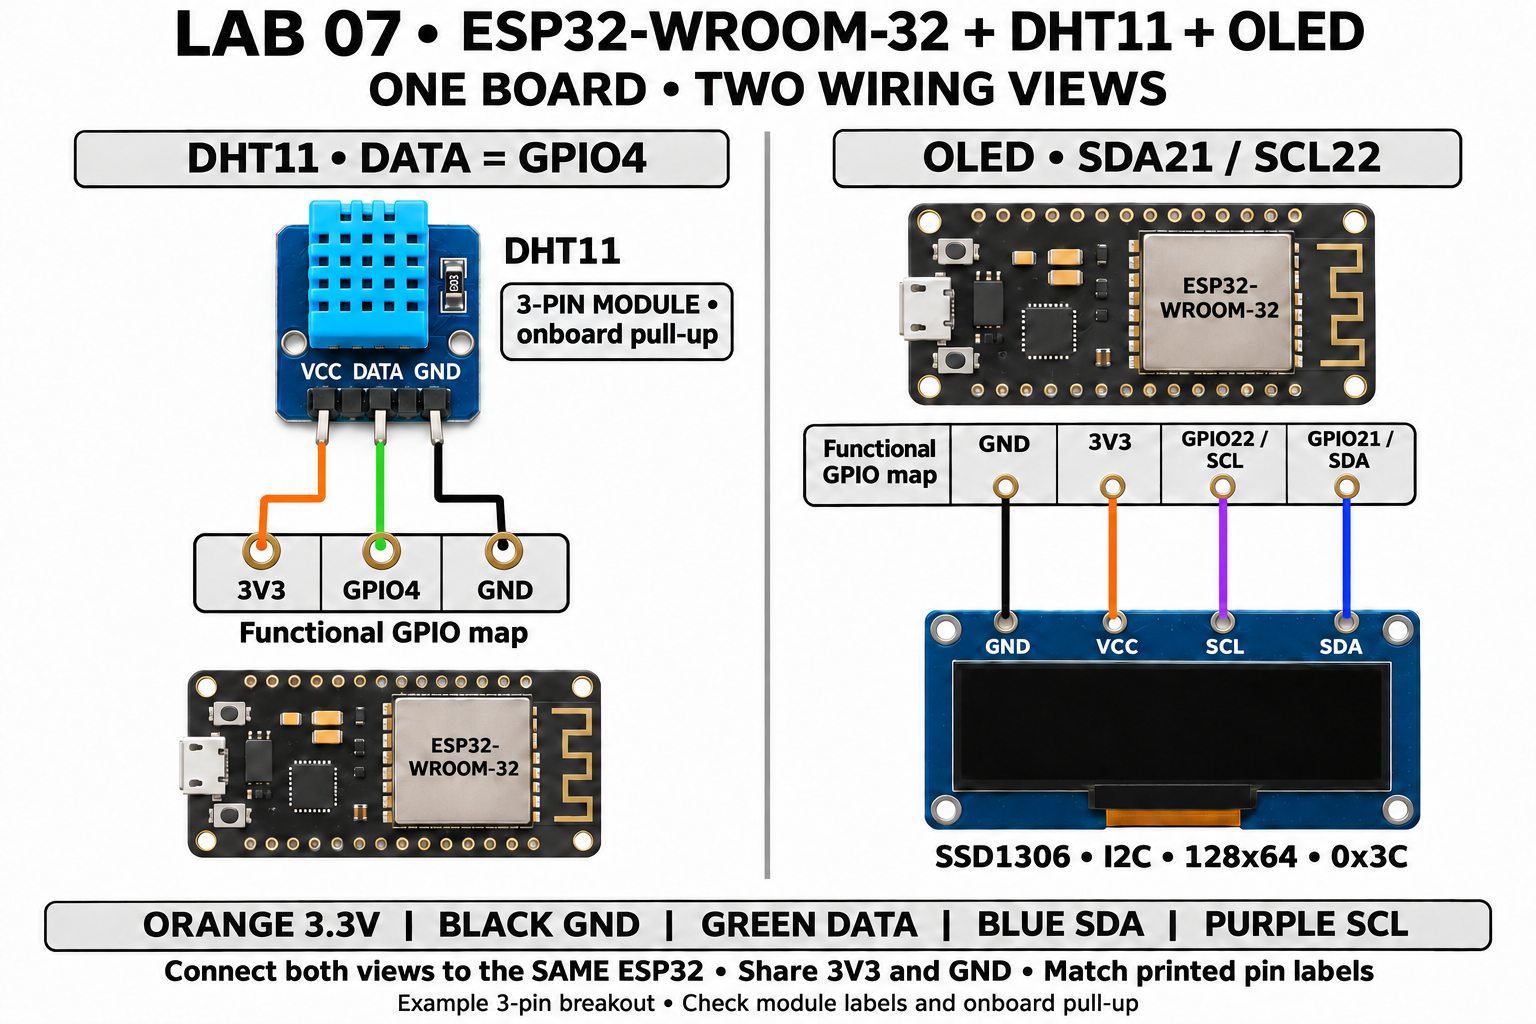 LAB 07 • ESP32-WROOM-32 + DHT11 + OLED
ONE BOARD • TWO WIRING VIEWS
DHT11 • DATA = GPIO4
DHT11
3-PIN MODULE •
onboard pull-up
VCC DATA GND
3V3 GPIO4 GND
Functional GPIO map
ESP32-
WROOM-32
OLED • SDA21 / SCL22
ESP32-
WROOM-32
Functional
GPIO map
GND
3V3
GPIO22 /
SCL
GPIO21 /
SDA
GND VCC SCL SDA
SSD1306 • I2C • 128x64 • 0x3C
ORANGE 3.3V | BLACK GND | GREEN DATA | BLUE SDA | PURPLE SCL
Connect both views to the SAME ESP32 • Share 3V3 and GND • Match printed pin labels
Example 3-pin breakout • Check module labels and onboard pull-up